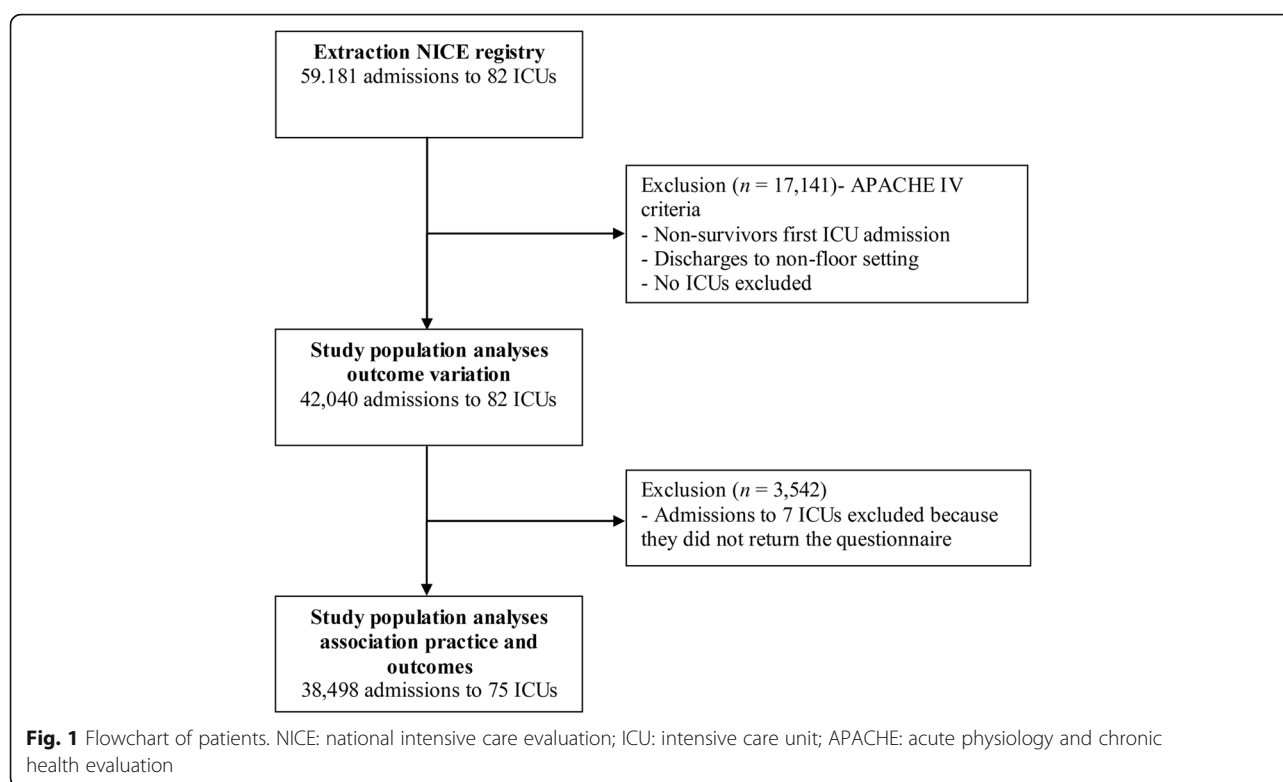 Extraction NICE registry
59.181 admissions to 82 ICUs
Exclusion (n = 17,141)- APACHE IV
criteria
- Non-survivors first ICU admission
- Discharges to non-floor setting
- No ICUs excluded
Study population analyses
outcome variation
42,040 admissions to 82 ICUs
Exclusion (n = 3,542)
- Admissions to 7 ICUs excluded because
they did not return the questionnaire
Study population analyses
association practice and
outcomes
38,498 admissions to 75 ICUs
Fig. 1 Flowchart of patients. NICE: national intensive care evaluation; ICU: intensive care unit; APACHE: acute physiology and chronic
health evaluation